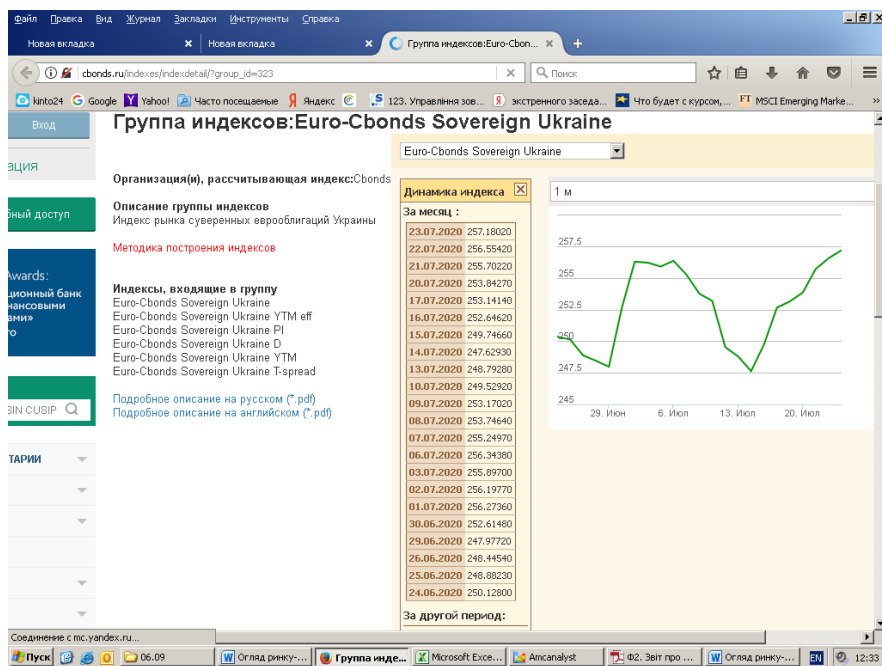 Файл Правка Вид Журнал Закладки Инструменты Справка
Новая вкладка Новая вкладка Группа индексов:Euro-Cbon...
cbonds.ru/indexes/indexdetail/?group_id=323 Поиск
kinto24 Google Yahoo! Часто посещаемые Яндекс 123. Управління зов... экстренного заседа... Что будет с курсом,... MSCI Emerging Marke...
Вход
ация
ный доступ
Awards:
ционный банк
нансовыми
ами»
го
SIN CUSIP
ТАРИИ
Группа индексов:Euro-Cbonds Sovereign Ukraine
Организация(и), рассчитывающая индекс:Cbonds
Описание группы индексов
Индекс рынка суверенных еврооблигаций Украины
Методика построения индексов
Индексы, входящие в группу
Euro-Cbonds Sovereign Ukraine
Euro-Cbonds Sovereign Ukraine YTM eff
Euro-Cbonds Sovereign Ukraine PI
Euro-Cbonds Sovereign Ukraine D
Euro-Cbonds Sovereign Ukraine YTM
Euro-Cbonds Sovereign Ukraine T-spread
Подробное описание на русском (*.pdf)
Подробное описание на английском (*.pdf)
Euro-Cbonds Sovereign Ukraine
Динамика индекса
За месяц :
23.07.2020 257.18020
22.07.2020 256.55420
21.07.2020 255.70220
20.07.2020 253.84270
17.07.2020 253.14140
16.07.2020 252.64620
15.07.2020 249.74660
14.07.2020 247.62930
13.07.2020 248.79280
10.07.2020 249.52920
09.07.2020 253.17020
08.07.2020 253.74640
07.07.2020 255.24970
06.07.2020 256.34380
03.07.2020 255.89700
02.07.2020 256.19770
01.07.2020 256.27360
30.06.2020 252.61480
29.06.2020 247.97720
26.06.2020 248.44540
25.06.2020 248.88230
24.06.2020 250.12800
За другой период:
1 м
257.5
255
252.5
250
247.5
245
29. Июн 6. Июл 13. Июл 20. Июл
Соединение с mc.yandex.ru...
Пуск 06.09 Огляд ринку-... Группа инде... Microsoft Exce... Amcanalyst Ф2. Звіт про ... Огляд ринку-... EN 12:33